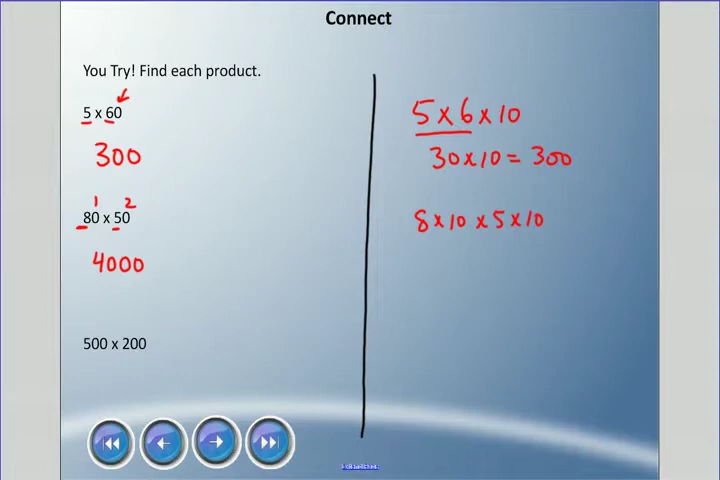 Connect
You Try! Find each product.
5 x 60
300
1 2
80 x 50
4000
500 x 200
5 x 6 x 10
30 x 10 = 300
8 x 10 x 5 x 10